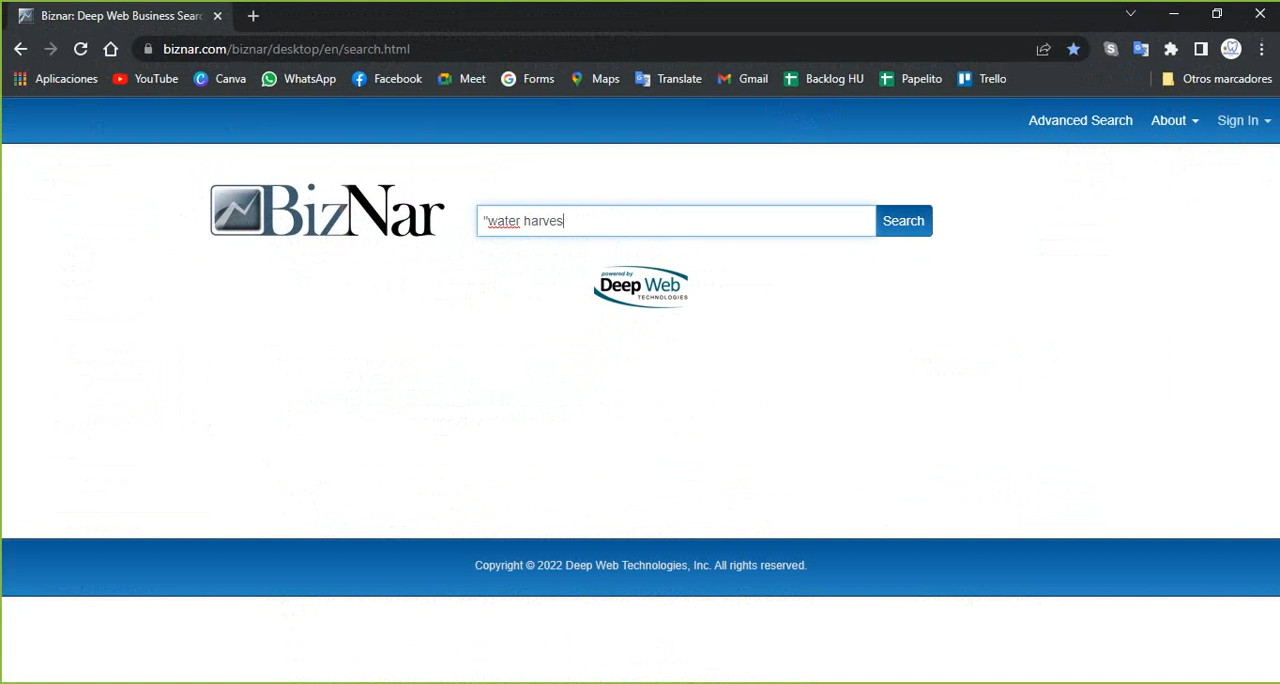 Biznar: Deep Web Business Sear
biznar.com/biznar/desktop/en/search.html
Aplicaciones YouTube Canva WhatsApp Facebook Meet Forms Maps Translate Gmail Backlog HU Papelito Trello Otros marcadores
Advanced Search About Sign In
BizNar "water harves Search
powered by
Deep Web
TECHNOLOGIES
Copyright © 2022 Deep Web Technologies, Inc. All rights reserved.